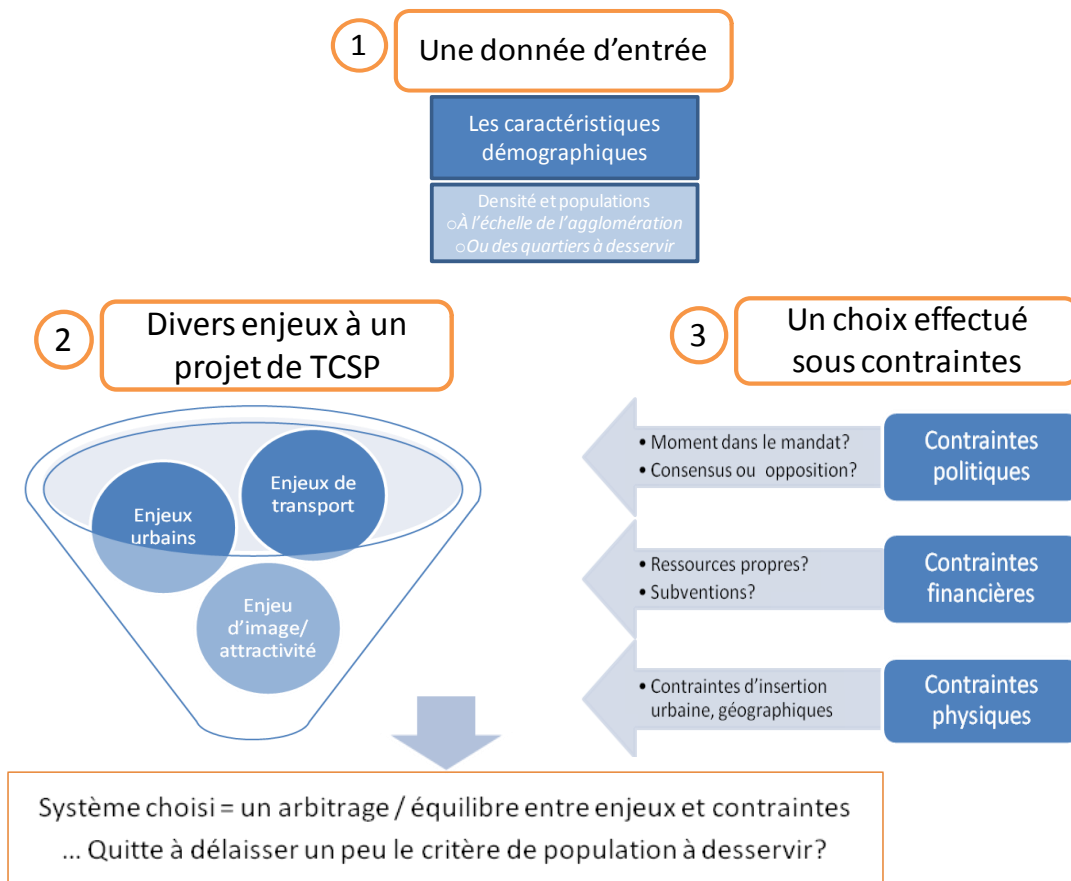 1
Une donnée d'entrée
Les caractéristiques
démographiques
Densité et populations
oÀ l'échelle de l'agglomération
oOu des quartiers à desservir
2
Divers enjeux à un
projet de TCSP
Enjeux
urbains
Enjeux de
transport
Enjeu
d'image/
attractivité
3
Un choix effectué
sous contraintes
• Moment dans le mandat?
• Consensus ou opposition?
Contraintes
politiques
• Ressources propres?
• Subventions?
Contraintes
financières
• Contraintes d'insertion
urbaine, géographiques
Contraintes
physiques
Système choisi = un arbitrage / équilibre entre enjeux et contraintes
... Quitte à délaisser un peu le critère de population à desservir?